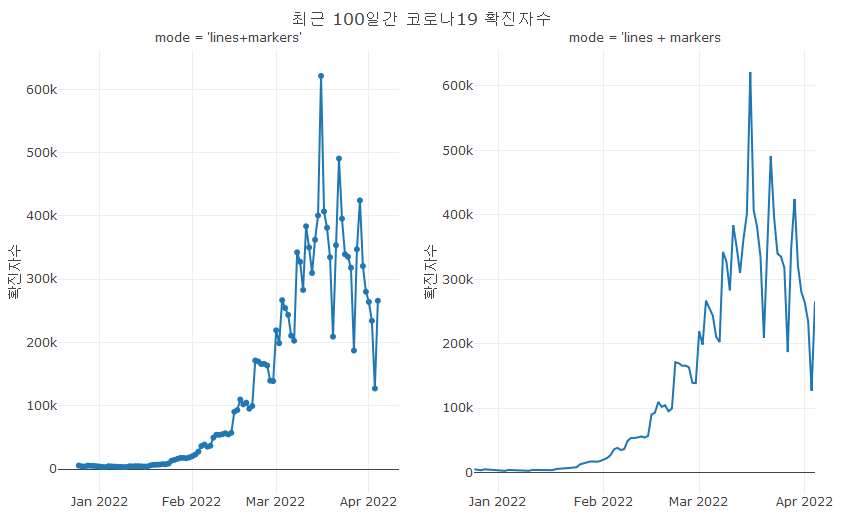 최근 100일간 코로나19 확진자수
mode = 'lines+markers'
mode = 'lines + markers
600k
500k
400k
300k
200k
100k
0
확진자수
Jan 2022
Feb 2022
Mar 2022
Apr 2022
600k
500k
400k
300k
200k
100k
0
확진자수
Jan 2022
Feb 2022
Mar 2022
Apr 2022